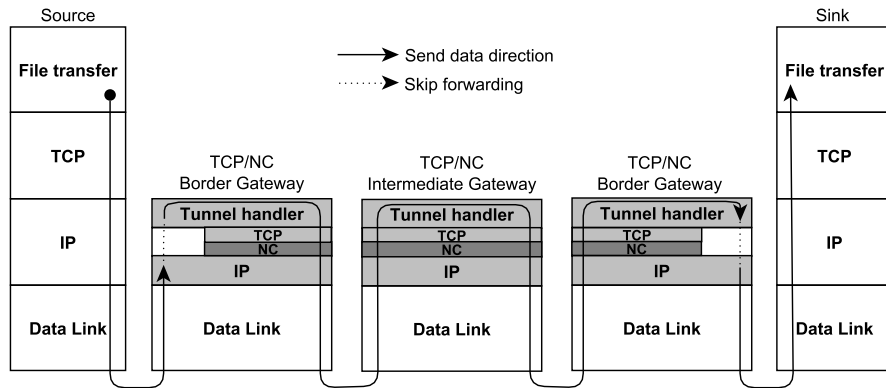 Source
Sink
Send data direction
Skip forwarding
File transfer
TCP
IP
Data Link
TCP/NC
Border Gateway
Tunnel handler
TCP
NC
IP
Data Link
TCP/NC
Intermediate Gateway
Tunnel handler
TCP
NC
IP
Data Link
TCP/NC
Border Gateway
Tunnel handler
TCP
NC
IP
Data Link
File transfer
TCP
IP
Data Link